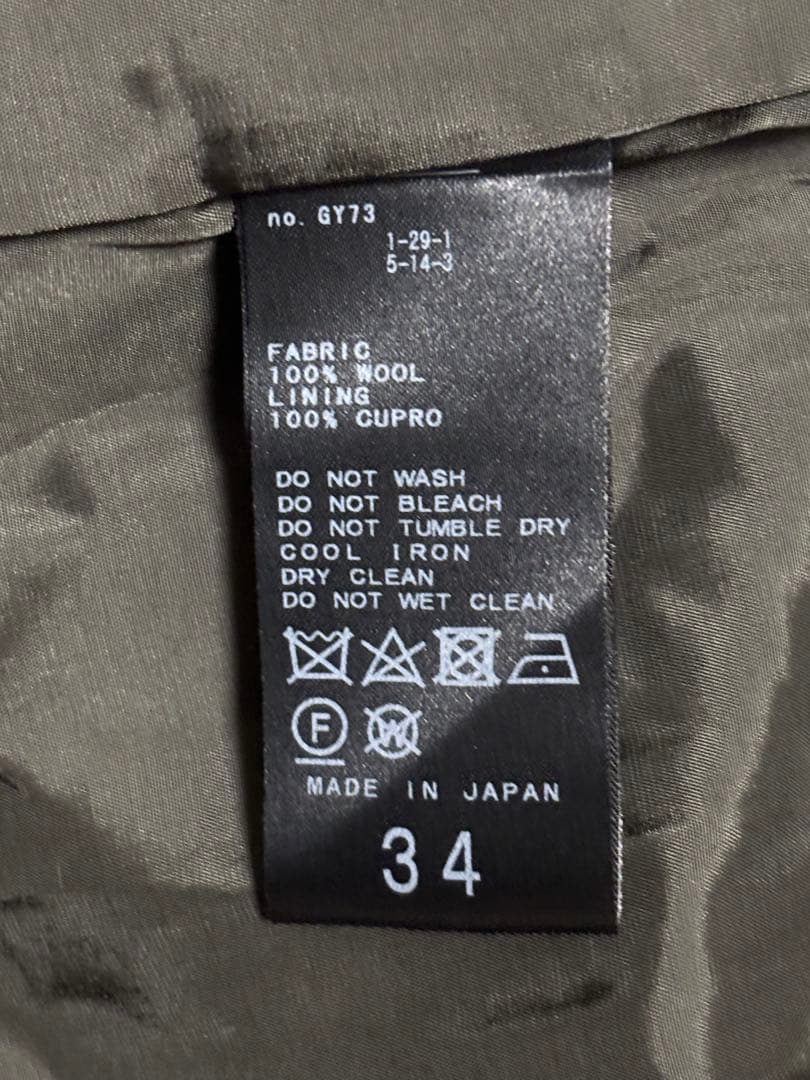 no. GY73
1-29-1
5-14-3
FABRIC
100% WOOL
LINING
100% CUPRO
DO NOT WASH
DO NOT BLEACH
DO NOT TUMBLE DRY
COOL IRON
DRY CLEAN
DO NOT WET CLEAN
F W
MADE IN JAPAN
34